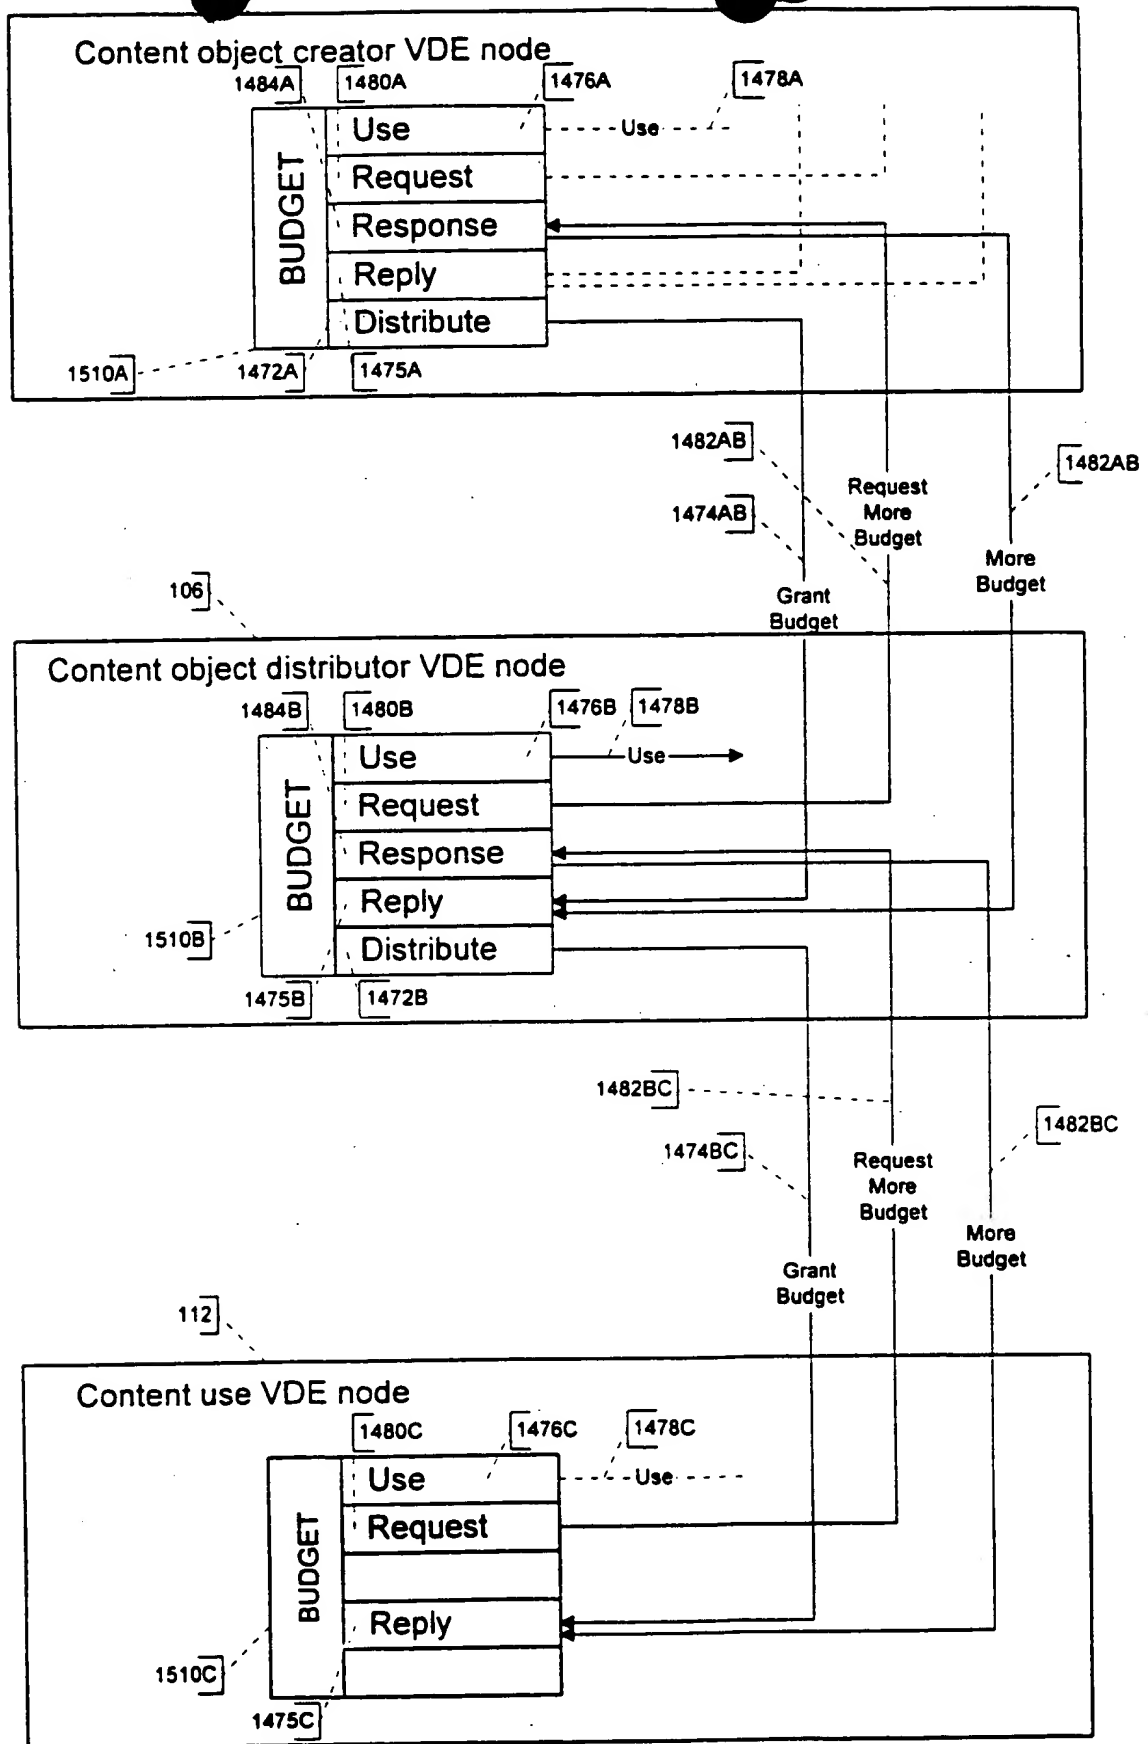 Content object creator VDE node
1484A
1480A
1476A
1478A
BUDGET
Use
Use
Request
Response
Reply
Distribute
1510A
1472A
1475A
1482AB
1482AB
1474AB
Request
More
Budget
More
Budget
Grant
Budget
106
Content object distributor VDE node
1484B
1480B
1476B
1478B
BUDGET
Use
Use
Request
Response
Reply
Distribute
1510B
1475B
1472B
1482BC
1482BC
1474BC
Request
More
Budget
More
Budget
Grant
Budget
112
Content use VDE node
1480C
1476C
1478C
BUDGET
Use
Use
Request
Reply
1510C
1475C